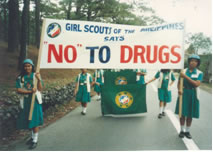 GIRL SCOUTS OF THE PHILIPPINES
SAYS
"NO" TO DRUGS